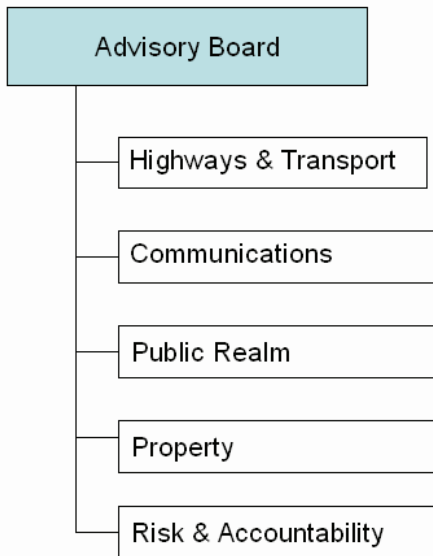 Advisory Board
Highways & Transport
Communications
Public Realm
Property
Risk & Accountability